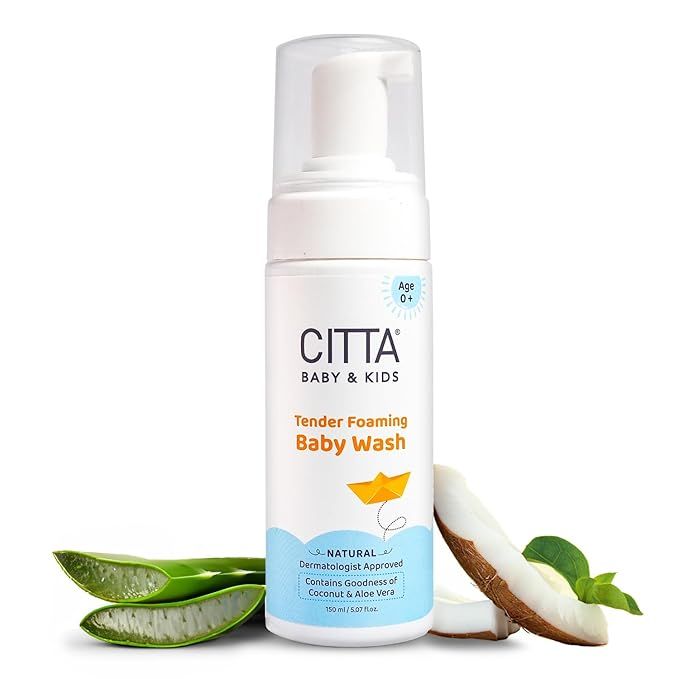 Age
0+
CITTA®
BABY & KIDS
Tender Foaming
Baby Wash
NATURAL
Dermatologist Approved
Contains Goodness of
Coconut & Aloe Vera
150 ml / 5.07 fl oz.